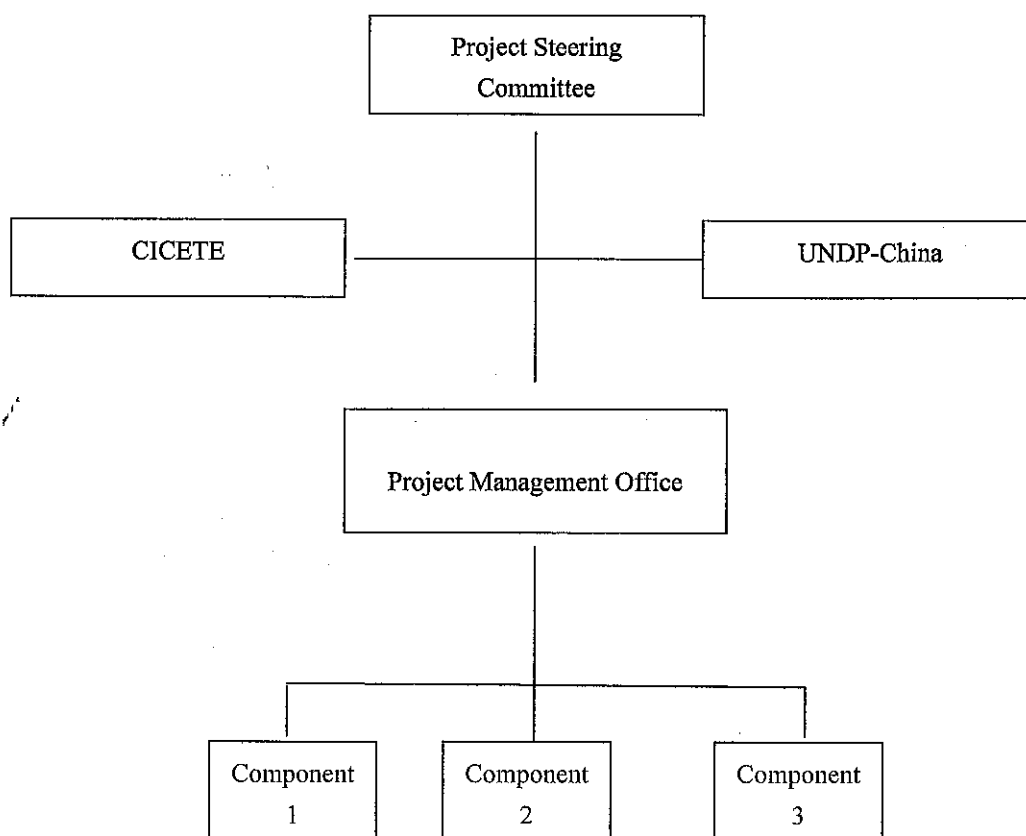 Project Steering
Committee
CICETE
UNDP-China
Project Management Office
Component
1
Component
2
Component
3